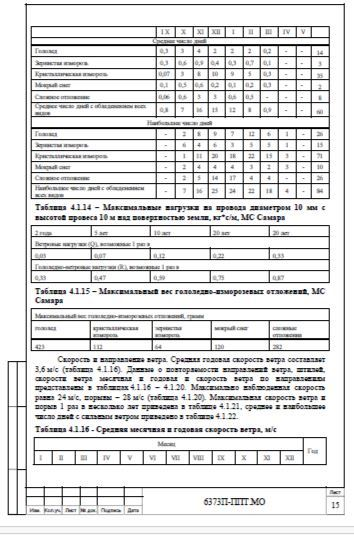 IX X XI XII I II III IV V
Среднее число дней
Гололед 0,3 3 4 2 2 2 0,2 - - 14
Зернистая изморозь 0,3 0,6 0,9 0,4 0,3 0,7 0,1 - - 3
Кристаллическая изморозь 0,07 3 8 10 9 5 0,3 - - 35
Мокрый снег 0,1 0,5 0,6 0,2 0,1 0,2 0,3 - - 2
Сложное отложение 0,06 0,6 3 3 0,6 0,5 - - - 8
Среднее число дней с обледенением всех видов 0,8 7 16 15 12 8 0,9 - - 60
Наибольшее число дней
Гололед - 2 8 9 7 12 6 1 - 26
Зернистая изморозь - 6 4 6 3 5 5 1 - 15
Кристаллическая изморозь - 1 11 20 18 22 15 3 - 71
Мокрый снег - 2 4 4 4 3 2 3 - 10
Сложное отложение - 2 5 14 17 4 4 - - 26
Наибольшее число дней с обледенением всех видов - 7 16 25 24 22 18 4 - 84
Таблица 4.1.14 – Максимальные нагрузки на провода диаметром 10 мм с
высотой провеса 10 м над поверхностью земли, кг*с/м, МС Самара
2 года 5 лет 10 лет 20 лет 20 лет
Ветровые нагрузки (Q), возможные 1 раз в
0,03 0,07 0,12 0,22 0,33
Гололедно-ветровые нагрузки (R), возможные 1 раз в
0,33 0,47 0,59 0,75 0,87
Таблица 4.1.15 – Максимальный вес гололедно-изморозевых отложений, МС
Самара
Максимальный вес гололедно-изморозевых отложений, грамм
гололед кристаллическая изморозь зернистая изморозь мокрый снег сложные отложения
423 112 64 120 282
Скорость и направление ветра. Средняя годовая скорость ветра составляет
3,6 м/с (таблица 4.1.16). Данные о повторяемости направлений ветра, штилей,
скорости ветра месячная и годовая и скорость ветра по направлениям
представлены в таблицах 4.1.16 – 4.1.20. Максимально наблюденная скорость
равна 24 м/с, порывы – 28 м/с (таблица 4.1.20). Максимальная скорость ветра и
порыв 1 раз в несколько лет приведена в таблице 4.1.21, среднее и наибольшее
число дней с сильным ветром приведено в таблице 4.1.22.
Таблица 4.1.16 - Средняя месячная и годовая скорость ветра, м/с
Месяц Год
I II III IV V VI VII VIII IX X XI XII
6373П-ППТ.МО
Лист
15
Изм. Кол.уч. Лист № док. Подпись Дата